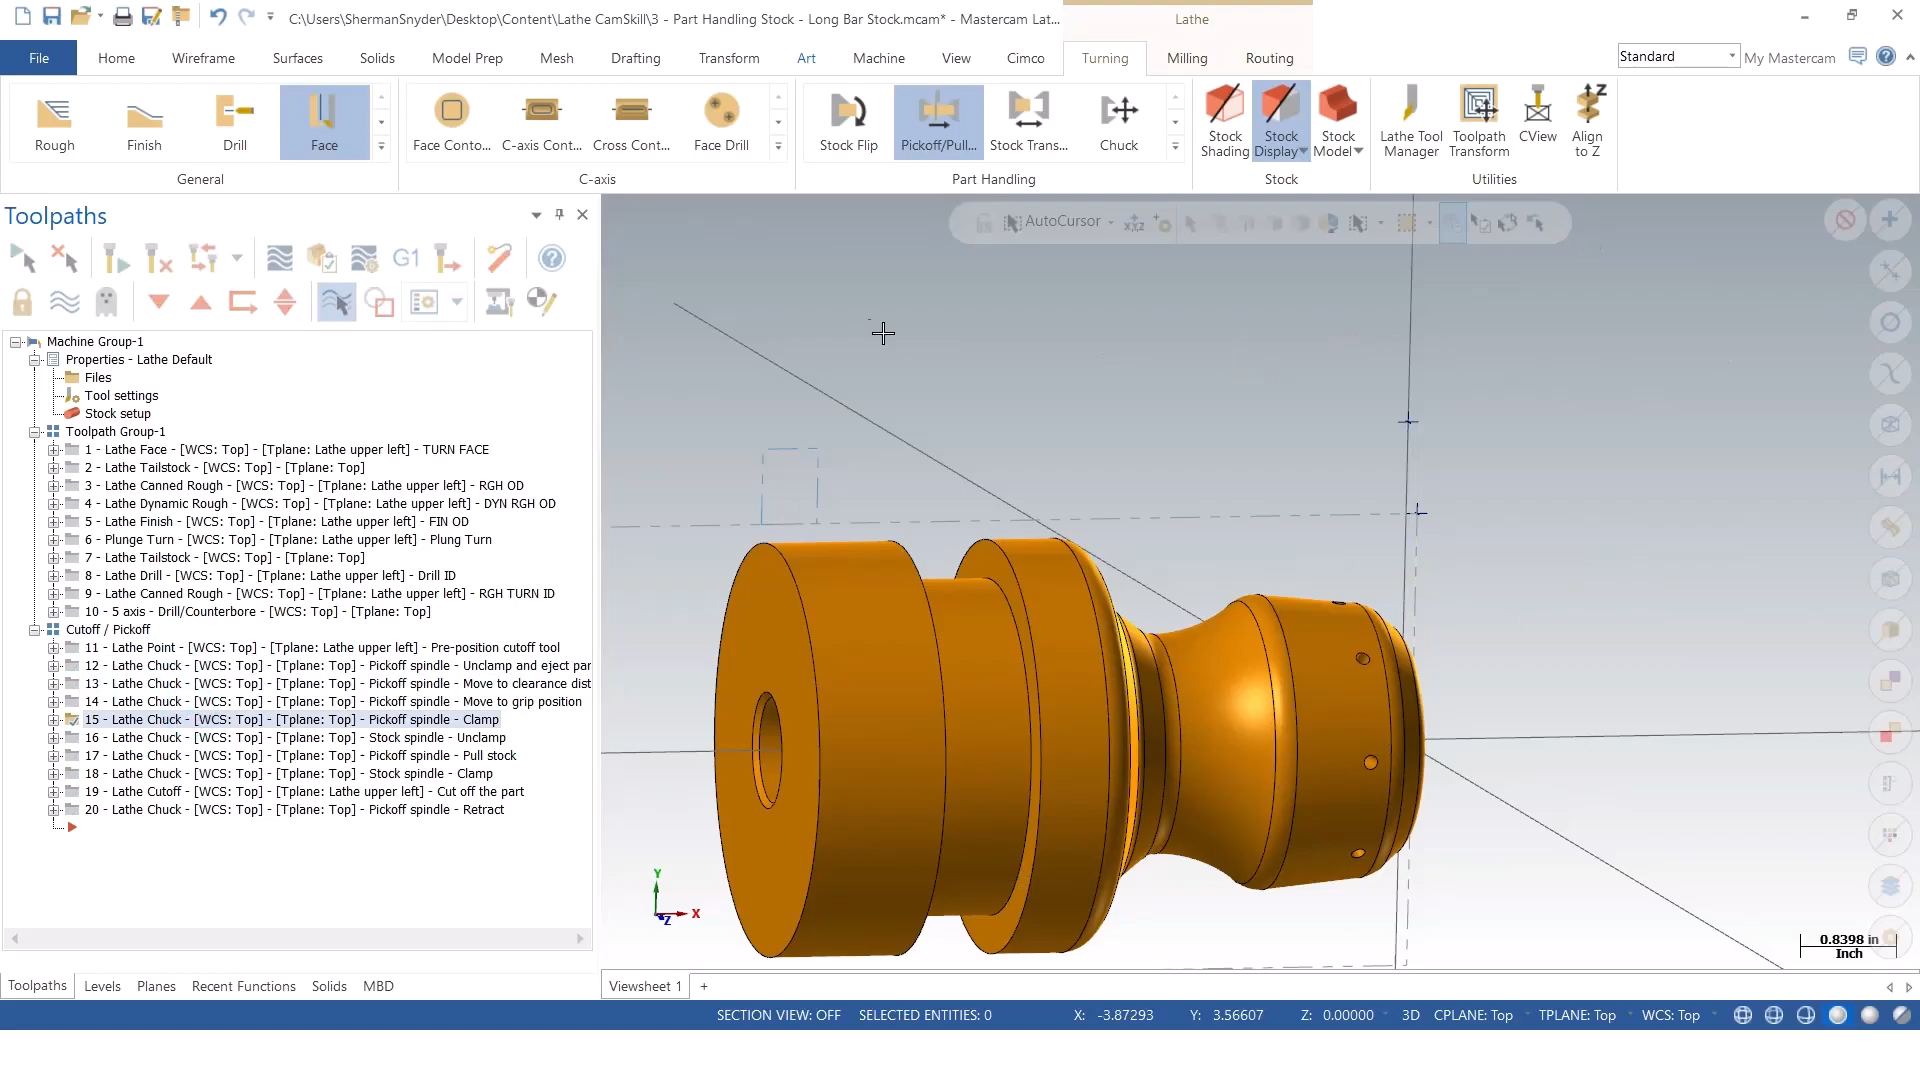 C:\Users\ShermanSnyder\Desktop\Content\Lathe CamSkill\3 - Part Handling Stock - Long Bar Stock.mcam* - Mastercam Lat...
Lathe
File
Home
Wireframe
Surfaces
Solids
Model Prep
Mesh
Drafting
Transform
Art
Machine
View
Cimco
Turning
Milling
Routing
Standard
My Mastercam
Rough
Finish
Drill
Face
General
Face Conto...
C-axis Cont...
Cross Cont...
Face Drill
C-axis
Stock Flip
Pickoff/Pull...
Stock Trans...
Chuck
Part Handling
Stock Shading
Stock Display
Stock Model
Stock
Lathe Tool Manager
Toolpath Transform
CView
Align to Z
Utilities
Toolpaths
G1
AutoCursor
Machine Group-1
Properties - Lathe Default
Files
Tool settings
Stock setup
Toolpath Group-1
1 - Lathe Face - [WCS: Top] - [Tplane: Lathe upper left] - TURN FACE
2 - Lathe Tailstock - [WCS: Top] - [Tplane: Top]
3 - Lathe Canned Rough - [WCS: Top] - [Tplane: Lathe upper left] - RGH OD
4 - Lathe Dynamic Rough - [WCS: Top] - [Tplane: Lathe upper left] - DYN RGH OD
5 - Lathe Finish - [WCS: Top] - [Tplane: Lathe upper left] - FIN OD
6 - Plunge Turn - [WCS: Top] - [Tplane: Lathe upper left] - Plung Turn
7 - Lathe Tailstock - [WCS: Top] - [Tplane: Top]
8 - Lathe Drill - [WCS: Top] - [Tplane: Lathe upper left] - Drill ID
9 - Lathe Canned Rough - [WCS: Top] - [Tplane: Lathe upper left] - RGH TURN ID
10 - 5 axis - Drill/Counterbore - [WCS: Top] - [Tplane: Top]
Cutoff / Pickoff
11 - Lathe Point - [WCS: Top] - [Tplane: Lathe upper left] - Pre-position cutoff tool
12 - Lathe Chuck - [WCS: Top] - [Tplane: Top] - Pickoff spindle - Unclamp and eject par
13 - Lathe Chuck - [WCS: Top] - [Tplane: Top] - Pickoff spindle - Move to clearance dist
14 - Lathe Chuck - [WCS: Top] - [Tplane: Top] - Pickoff spindle - Move to grip position
15 - Lathe Chuck - [WCS: Top] - [Tplane: Top] - Pickoff spindle - Clamp
16 - Lathe Chuck - [WCS: Top] - [Tplane: Top] - Stock spindle - Unclamp
17 - Lathe Chuck - [WCS: Top] - [Tplane: Top] - Pickoff spindle - Pull stock
18 - Lathe Chuck - [WCS: Top] - [Tplane: Top] - Stock spindle - Clamp
19 - Lathe Cutoff - [WCS: Top] - [Tplane: Lathe upper left] - Cut off the part
20 - Lathe Chuck - [WCS: Top] - [Tplane: Top] - Pickoff spindle - Retract
Y
X
Z
0.8398 in
Inch
Toolpaths
Levels
Planes
Recent Functions
Solids
MBD
Viewsheet 1
+
SECTION VIEW: OFF
SELECTED ENTITIES: 0
X: -3.87293
Y: 3.56607
Z: 0.00000
3D
CPLANE: Top
TPLANE: Top
WCS: Top